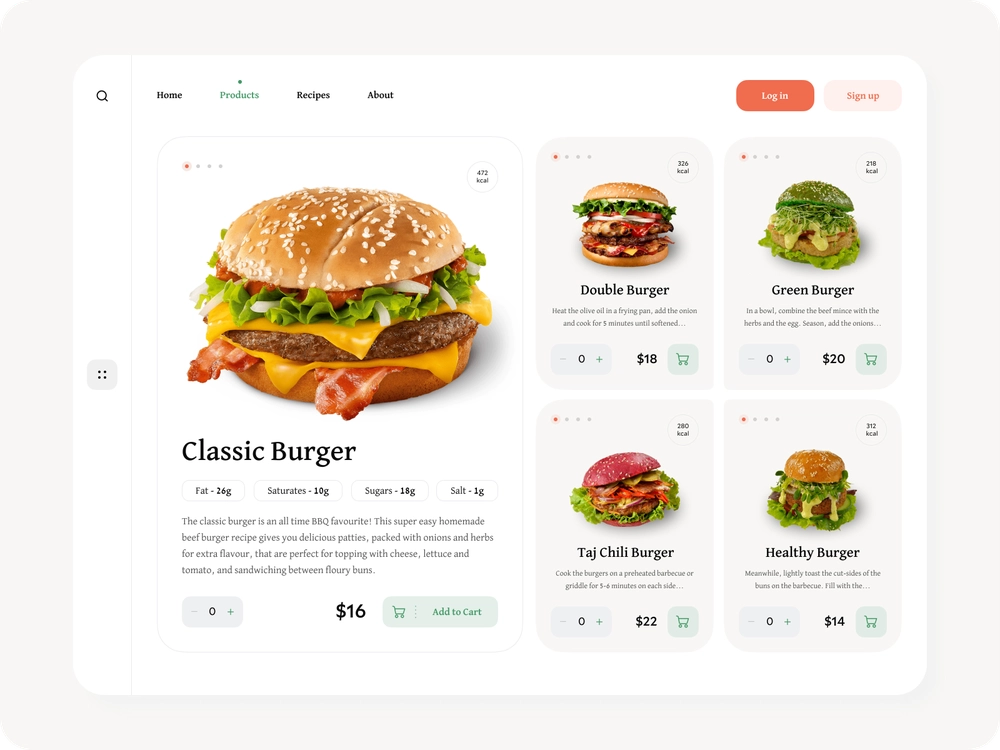 Home
Products
Recipes
About
Log in
Sign up
472
kcal
Classic Burger
Fat - 26g
Saturates - 10g
Sugars - 18g
Salt - 1g
The classic burger is an all time BBQ favourite! This super easy homemade
beef burger recipe gives you delicious patties, packed with onions and herbs
for extra flavour, that are perfect for topping with cheese, lettuce and
tomato, and sandwiching between floury buns.
− 0 +
$16
Add to Cart
326
kcal
Double Burger
Heat the olive oil in a frying pan, add the onion
and cook for 5 minutes until softened...
− 0 +
$18
218
kcal
Green Burger
In a bowl, combine the beef mince with the
herbs and the egg. Season, add the onions...
− 0 +
$20
280
kcal
Taj Chili Burger
Cook the burgers on a preheated barbecue or
griddle for 5-6 minutes on each side...
− 0 +
$22
312
kcal
Healthy Burger
Meanwhile, lightly toast the cut-sides of the
buns on the barbecue. Fill with the...
− 0 +
$14